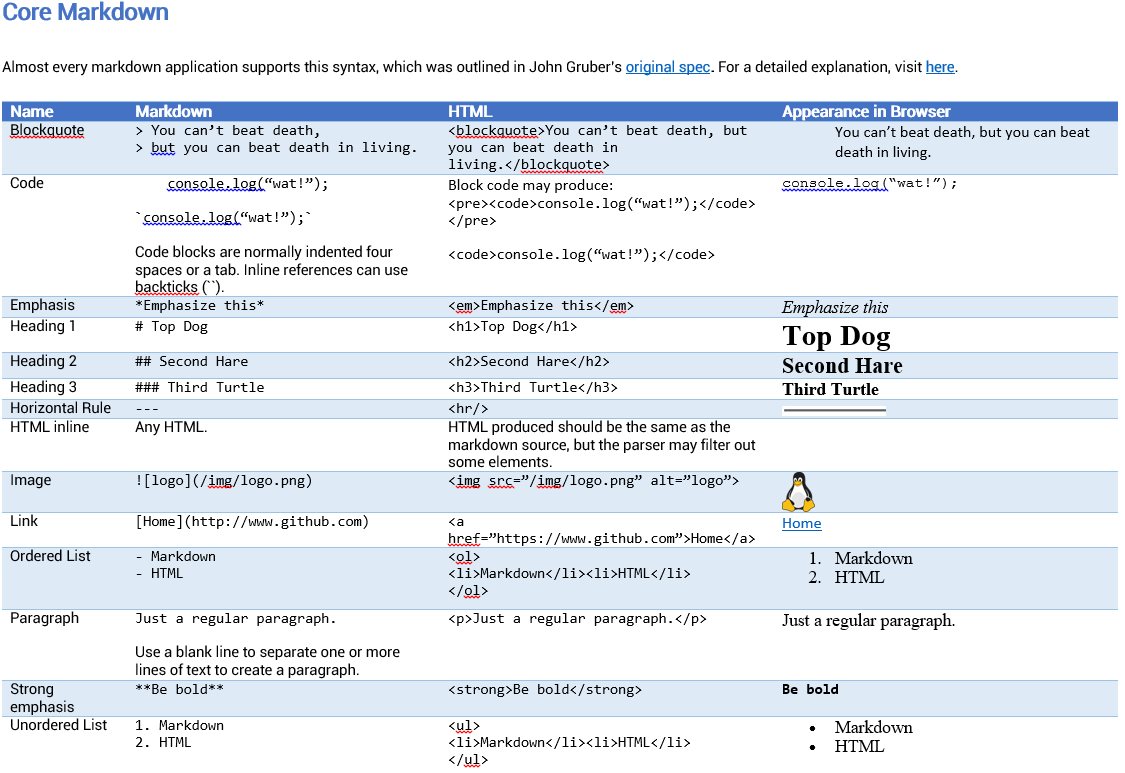 Core Markdown
Almost every markdown application supports this syntax, which was outlined in John Gruber's original spec. For a detailed explanation, visit here.
Name Markdown HTML Appearance in Browser
Blockquote
> You can’t beat death,
> but you can beat death in living.
<blockquote>You can’t beat death, but
you can beat death in
living.</blockquote>
You can’t beat death, but you can beat
death in living.
Code
console.log(“wat!”);
`console.log(“wat!”);`
Code blocks are normally indented four
spaces or a tab. Inline references can use
backticks (``).
Block code may produce:
<pre><code>console.log(“wat!”);</code>
</pre>
<code>console.log(“wat!”);</code>
console.log(“wat!”);
Emphasis
*Emphasize this*
<em>Emphasize this</em>
Emphasize this
Heading 1
# Top Dog
<h1>Top Dog</h1>
Top Dog
Heading 2
## Second Hare
<h2>Second Hare</h2>
Second Hare
Heading 3
### Third Turtle
<h3>Third Turtle</h3>
Third Turtle
Horizontal Rule
---
<hr/>
HTML inline
Any HTML.
HTML produced should be the same as the
markdown source, but the parser may filter out
some elements.
Image
![logo](/img/logo.png)
<img src=”/img/logo.png” alt=”logo”>
Link
[Home](http://www.github.com)
<a
href=”https://www.github.com”>Home</a>
Home
Ordered List
- Markdown
- HTML
<ol>
<li>Markdown</li><li>HTML</li>
</ol>
1. Markdown
2. HTML
Paragraph
Just a regular paragraph.
Use a blank line to separate one or more
lines of text to create a paragraph.
<p>Just a regular paragraph.</p>
Just a regular paragraph.
Strong
emphasis
**Be bold**
<strong>Be bold</strong>
Be bold
Unordered List
1. Markdown
2. HTML
<ul>
<li>Markdown</li><li>HTML</li>
</ul>
• Markdown
• HTML